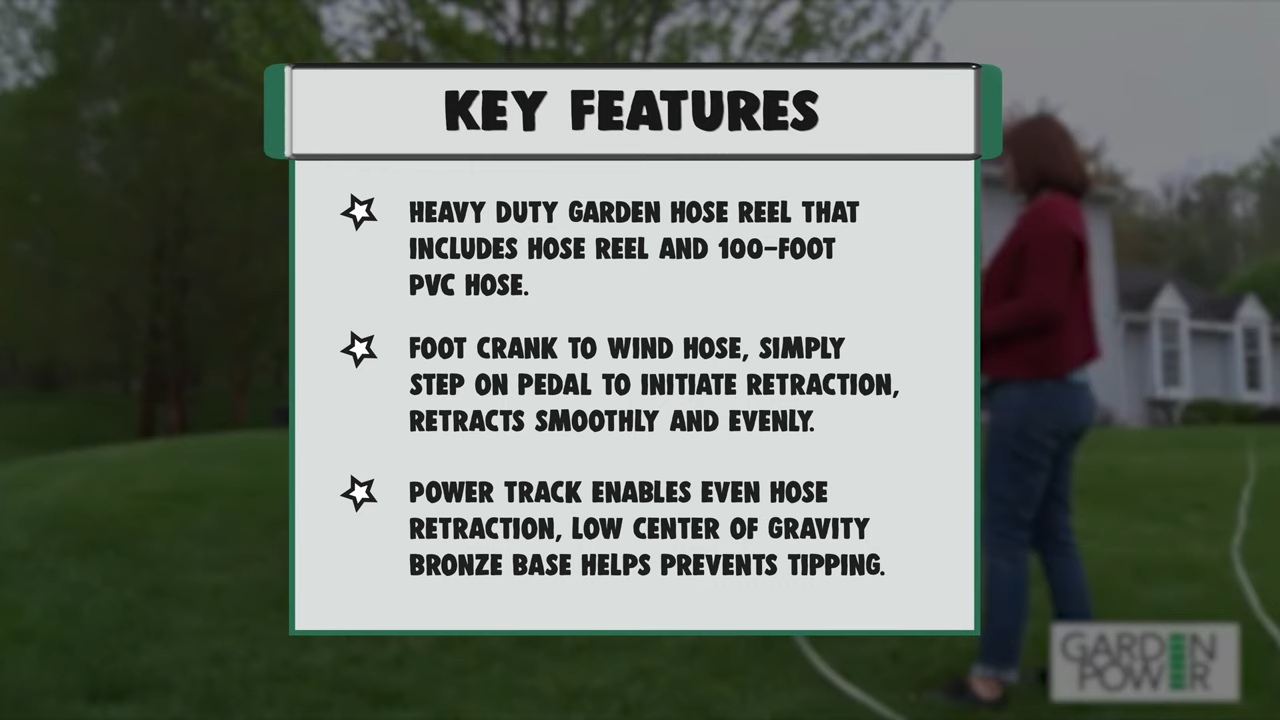 KEY FEATURES
HEAVY DUTY GARDEN HOSE REEL THAT
INCLUDES HOSE REEL AND 100-FOOT
PVC HOSE.
FOOT CRANK TO WIND HOSE, SIMPLY
STEP ON PEDAL TO INITIATE RETRACTION,
RETRACTS SMOOTHLY AND EVENLY.
POWER TRACK ENABLES EVEN HOSE
RETRACTION, LOW CENTER OF GRAVITY
BRONZE BASE HELPS PREVENTS TIPPING.
GARDEN
POWER